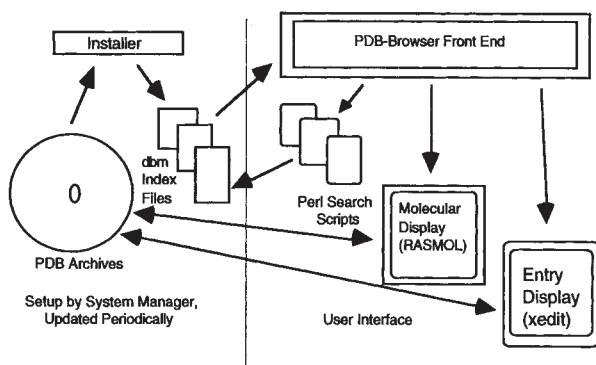 Installer
PDB-Browser Front End
dbm
Index
Files
Perl Search
Scripts
Molecular
Display
(RASMOL)
PDB Archives
Entry
Display
(xedit)
Setup by System Manager,
Updated Periodically
User Interface